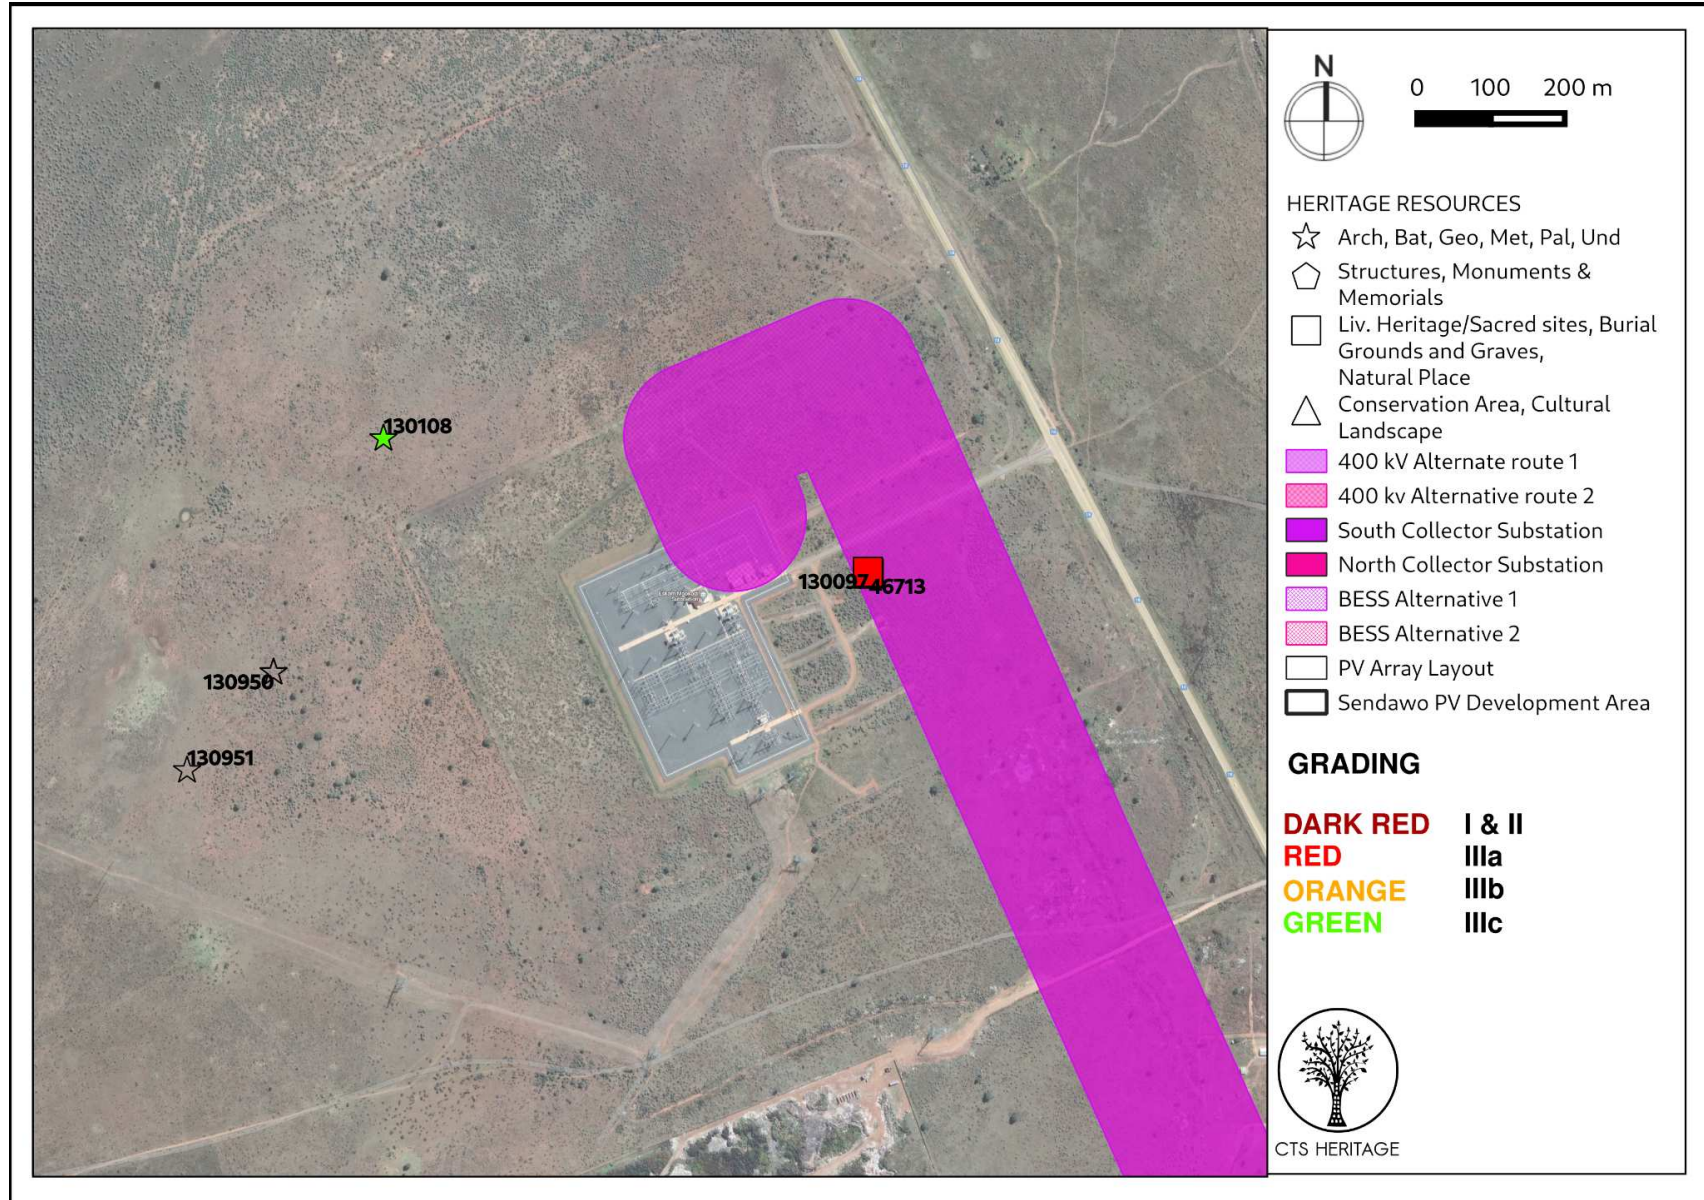 N
0 100 200 m
HERITAGE RESOURCES
Arch, Bat, Geo, Met, Pal, Und
Structures, Monuments &
Memorials
Liv. Heritage/Sacred sites, Burial
Grounds and Graves,
Natural Place
Conservation Area, Cultural
Landscape
400 kV Alternate route 1
400 kv Alternative route 2
South Collector Substation
North Collector Substation
BESS Alternative 1
BESS Alternative 2
PV Array Layout
Sendawo PV Development Area
GRADING
DARK RED I & II
RED IIIa
ORANGE IIIb
GREEN IIIc
CTS HERITAGE
130108
130097
46713
130950
130951